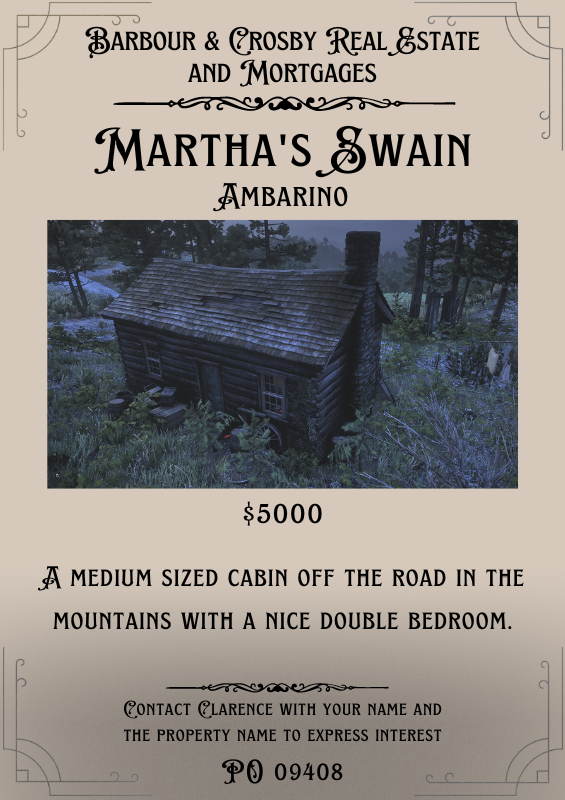 Barbour & Crosby Real Estate
and Mortgages
Martha's Swain
Ambarino
$5000
A medium sized cabin off the road in the
mountains with a nice double bedroom.
Contact Clarence with your name and
the property name to express interest
PO 09408